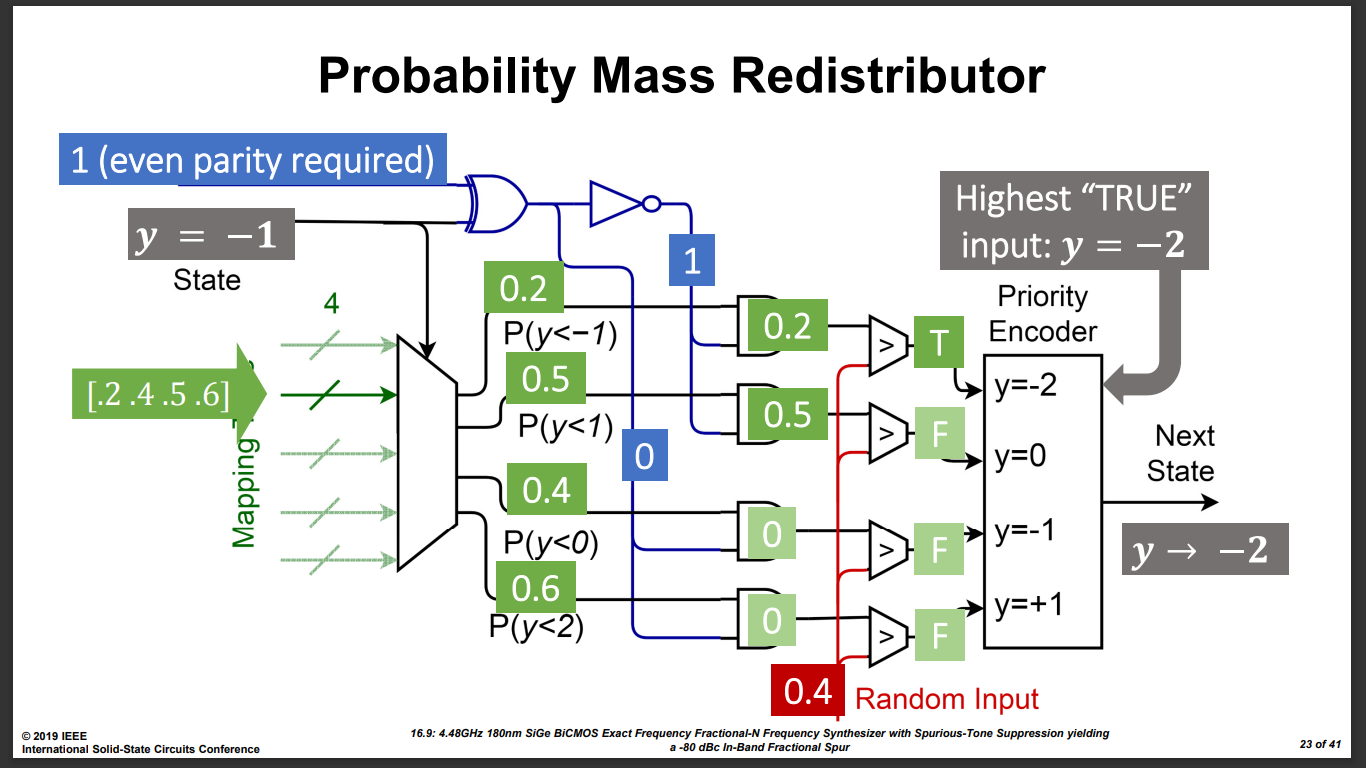 Probability Mass Redistributor
1 (even parity required)
y = −1
State
4
[.2 .4 .5 .6]
Mapping
0.2
P(y<−1)
0.5
P(y<1)
0.4
P(y<0)
0.6
P(y<2)
1
0
0.2
0.5
0
0
>
>
>
>
T
F
F
F
0.4
Random Input
Highest “TRUE”
input: y = −2
Priority
Encoder
y=-2
y=0
y=-1
y=+1
Next
State
y → −2
© 2019 IEEE
International Solid-State Circuits Conference
16.9: 4.48GHz 180nm SiGe BiCMOS Exact Frequency Fractional-N Frequency Synthesizer with Spurious-Tone Suppression yielding
a -80 dBc In-Band Fractional Spur
23 of 41